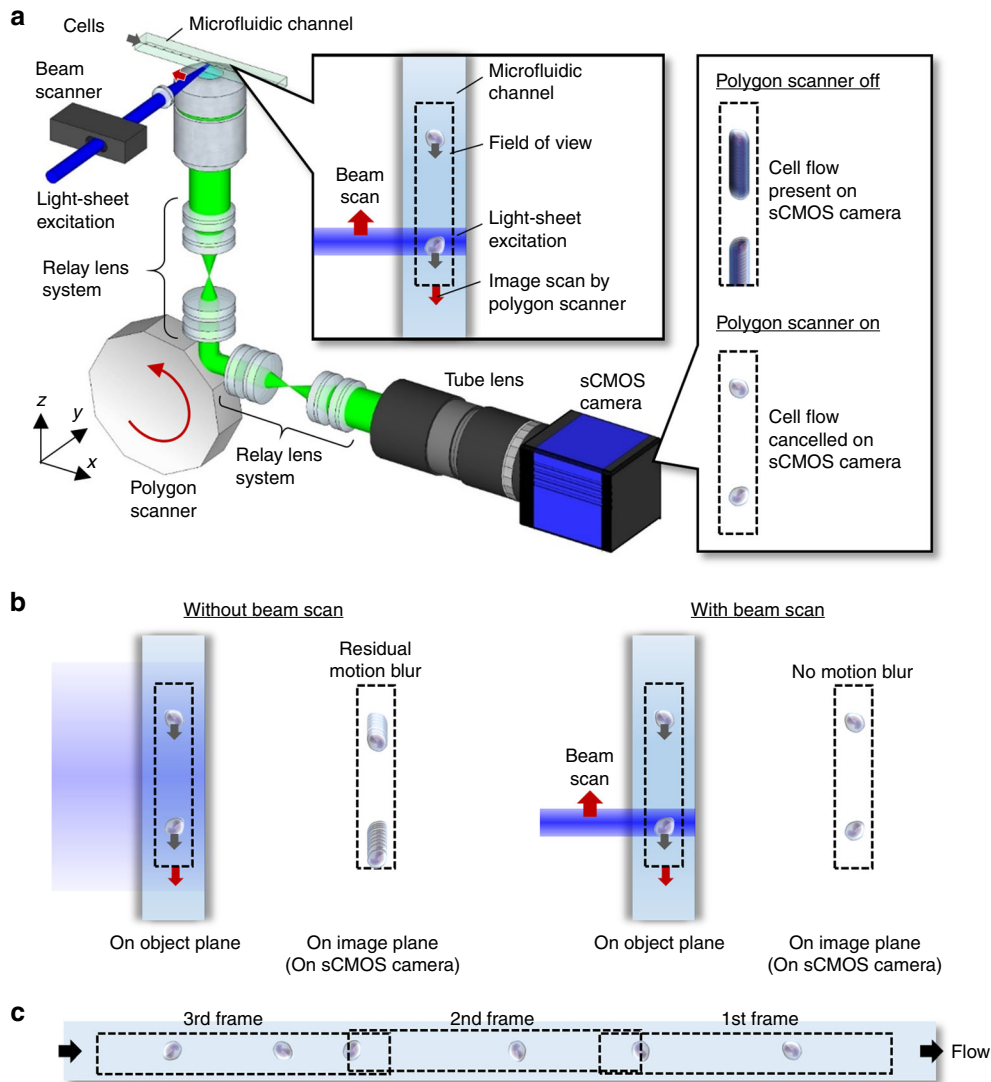 a
Cells
Microfluidic channel
Beam
scanner
Light-sheet
excitation
Relay lens
system
z
y
x
Polygon
scanner
Relay lens
system
Tube lens
sCMOS
camera
Microfluidic
channel
Field of view
Beam
scan
Light-sheet
excitation
Image scan by
polygon scanner
Polygon scanner off
Cell flow
present on
sCMOS camera
Polygon scanner on
Cell flow
cancelled on
sCMOS camera
b
Without beam scan
Residual
motion blur
On object plane
On image plane
(On sCMOS camera)
With beam scan
No motion blur
Beam
scan
On object plane
On image plane
(On sCMOS camera)
c
3rd frame
2nd frame
1st frame
Flow